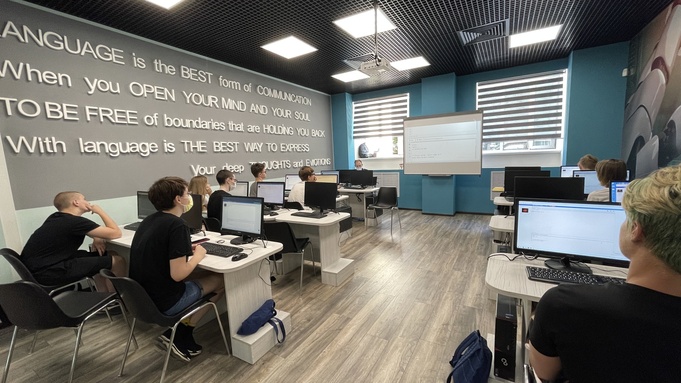 LANGUAGE is the BEST form of COMMUNICATION
When you OPEN YOUR MIND AND YOUR SOUL
TO BE FREE of boundaries that are HOLDING YOU BACK
With language is THE BEST WAY TO EXPRESS
Your deep THOUGHTS and EMOTIONS